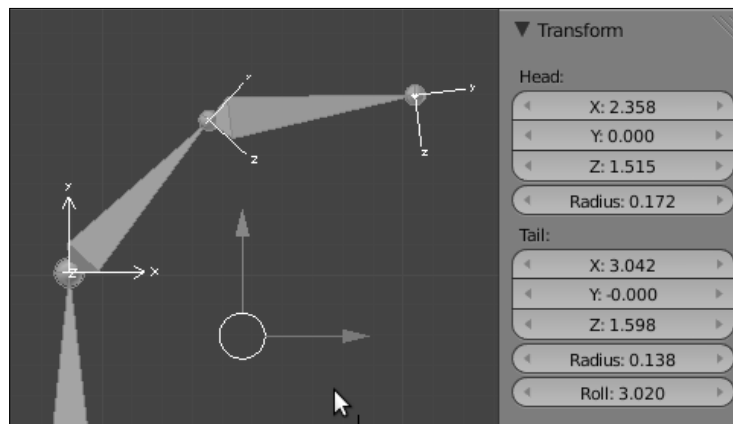 Transform
Head:
X: 2.358
Y: 0.000
Z: 1.515
Radius: 0.172
Tail:
X: 3.042
Y: -0.000
Z: 1.598
Radius: 0.138
Roll: 3.020
Y
Z
Y
Z
Y
Z
X